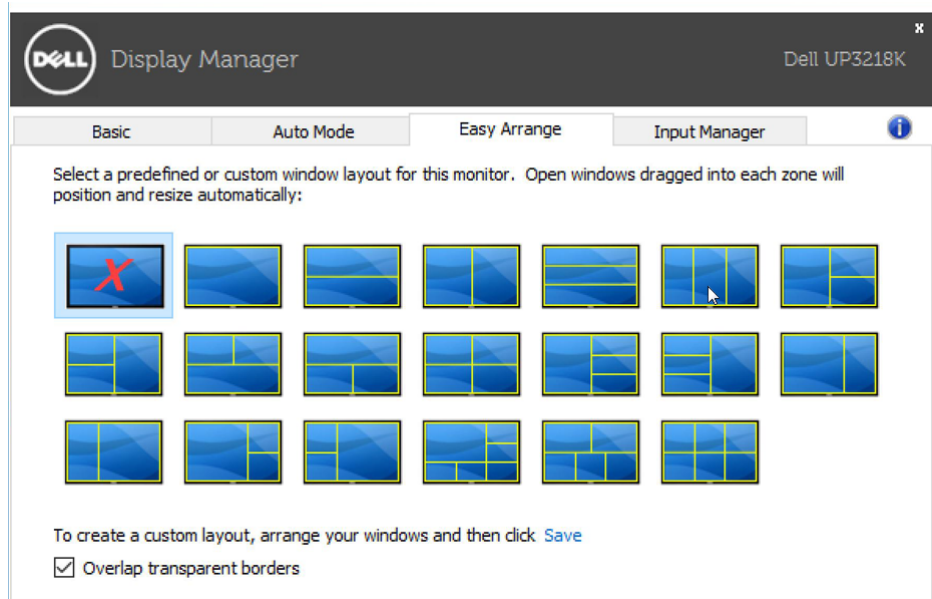 x
DELL
Display Manager
Dell UP3218K
Basic
Auto Mode
Easy Arrange
Input Manager
i
Select a predefined or custom window layout for this monitor. Open windows dragged into each zone will
position and resize automatically:
X
To create a custom layout, arrange your windows and then click Save
Overlap transparent borders